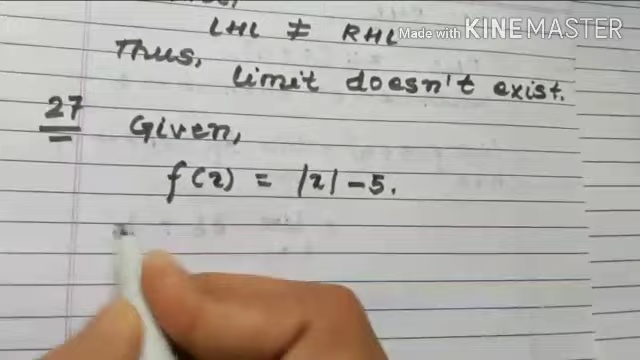 LHL ≠ RHL
Made with KINEMASTER
Thus,
limit doesn't exist.
27 Given,
f(x) = |x| - 5.